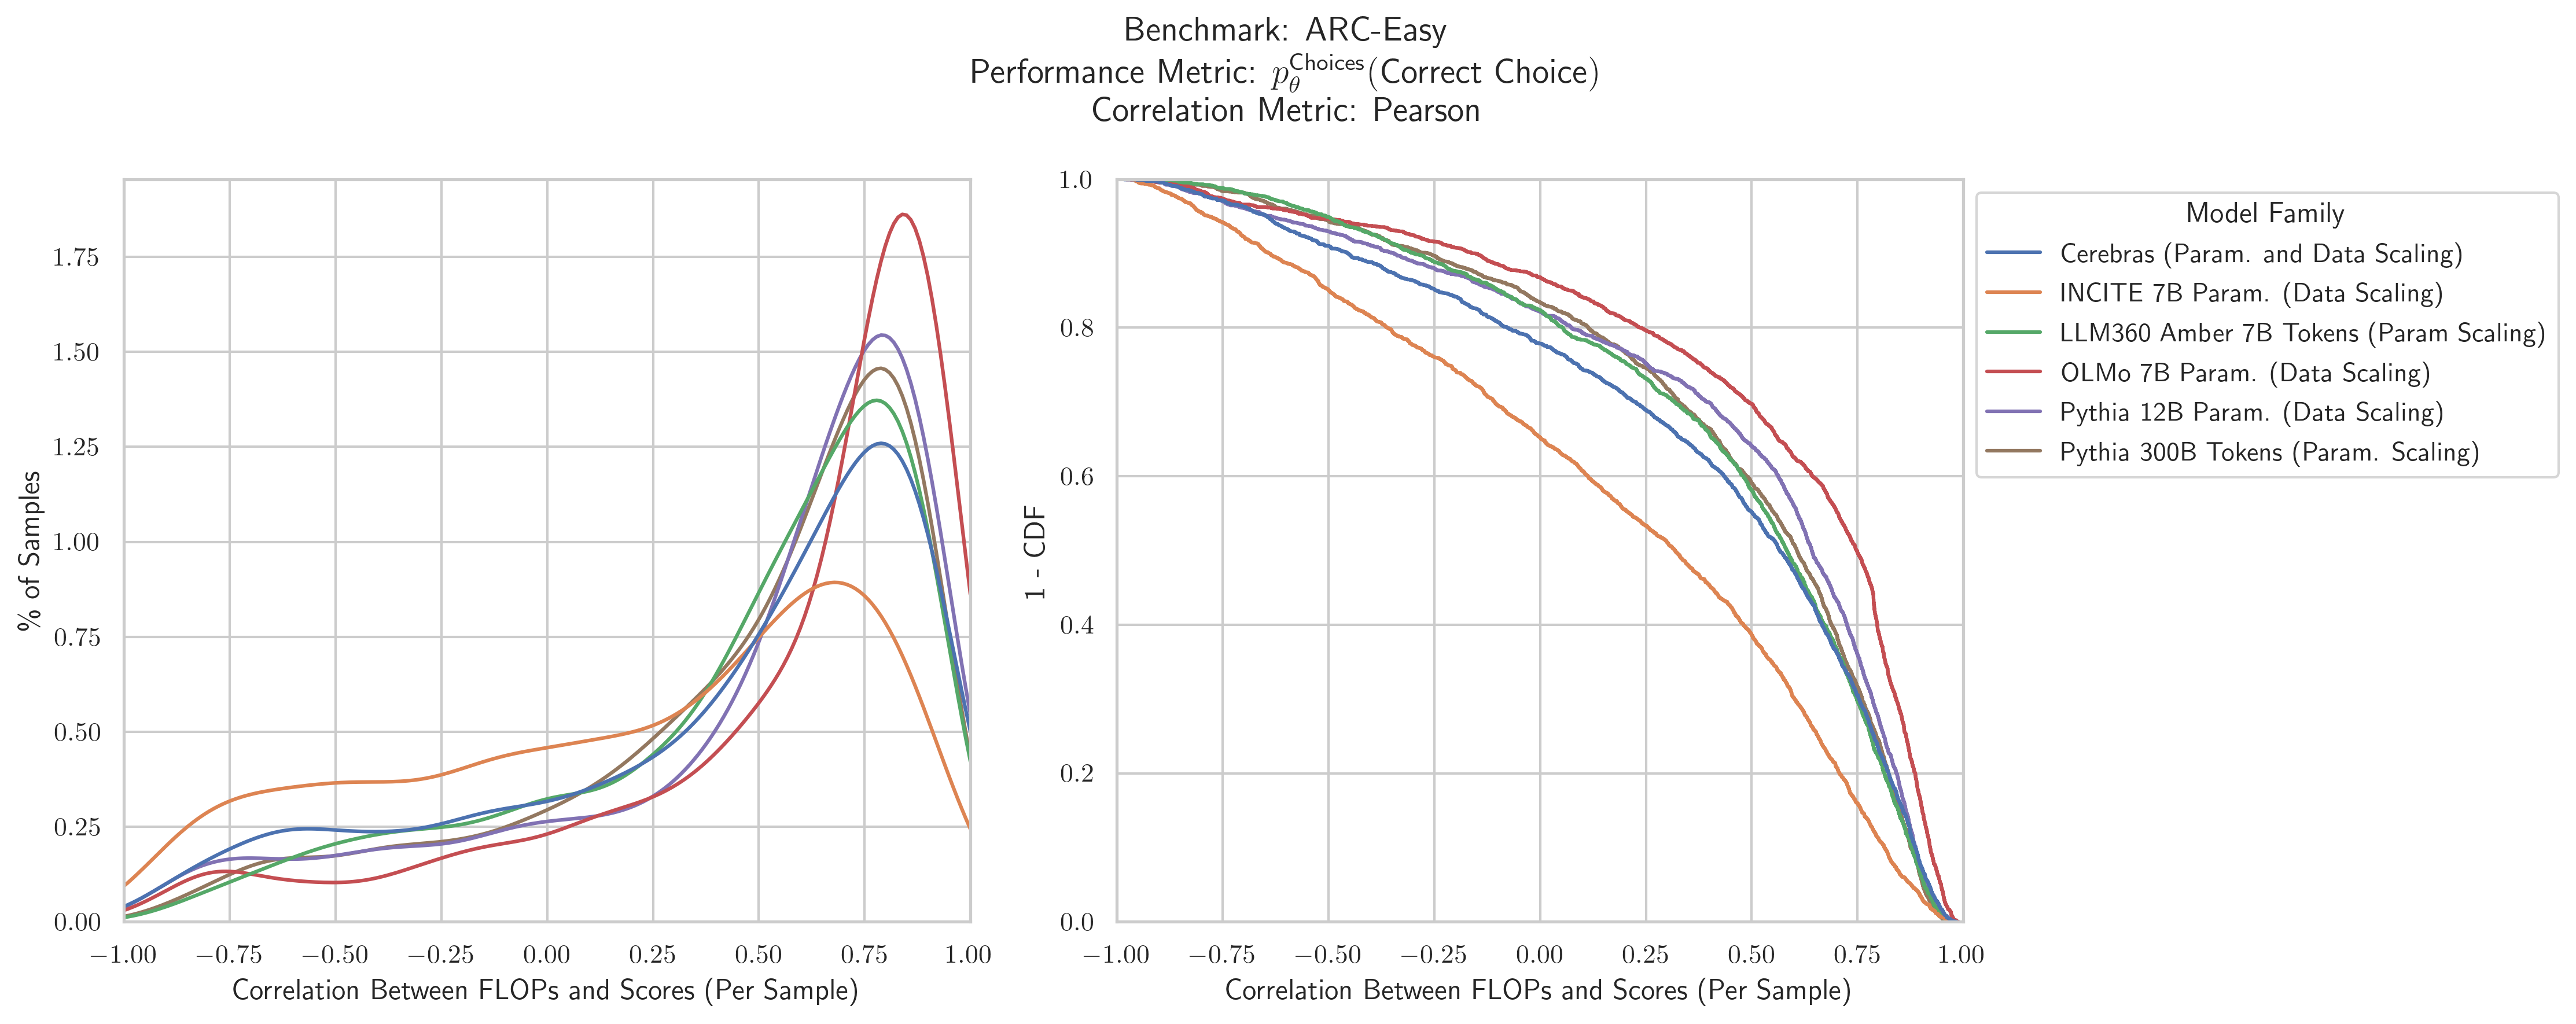 Benchmark: ARC-Easy
Performance Metric: $p_\theta^{\text{Choices}}$(Correct Choice)
Correlation Metric: Pearson
% of Samples
1.75
1.50
1.25
1.00
0.75
0.50
0.25
0.00
−1.00 −0.75 −0.50 −0.25 0.00 0.25 0.50 0.75 1.00
Correlation Between FLOPs and Scores (Per Sample)
1 - CDF
1.0
0.8
0.6
0.4
0.2
0.0
−1.00 −0.75 −0.50 −0.25 0.00 0.25 0.50 0.75 1.00
Correlation Between FLOPs and Scores (Per Sample)
Model Family
Cerebras (Param. and Data Scaling)
INCITE 7B Param. (Data Scaling)
LLM360 Amber 7B Tokens (Param Scaling)
OLMo 7B Param. (Data Scaling)
Pythia 12B Param. (Data Scaling)
Pythia 300B Tokens (Param. Scaling)